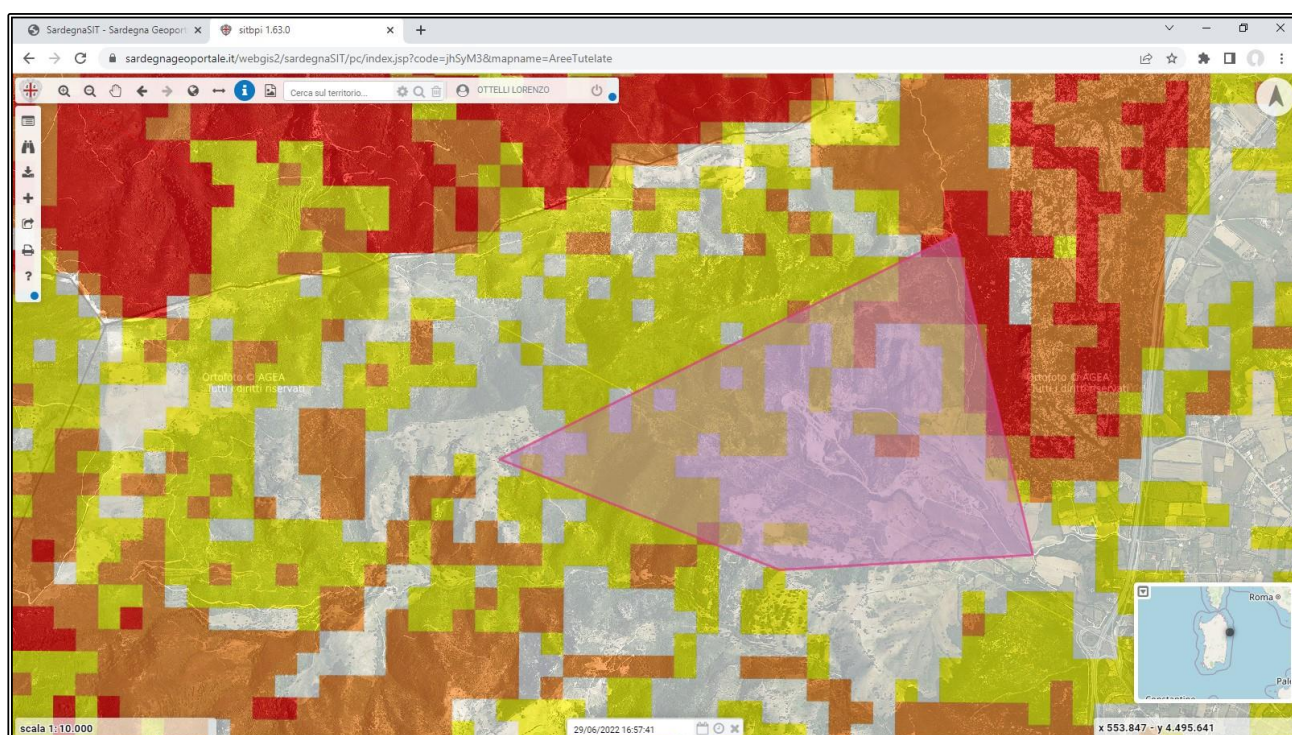 SardegnaSIT - Sardegna Geoport
sitbpi 1.63.0
sardegnageoportale.it/webgis2/sardegnaSIT/pc/index.jsp?code=jhSyM3&mapname=AreeTutelate
Cerca sul territorio...
OTTELLI LORENZO
Ortofoto © AGEA
Tutti i diritti riservati
Ortofoto © AGEA
Tutti i diritti riservati
?
Roma
Pale
Constantine
scala 1:10.000
29/06/2022 16:57:41
x 553.847 - y 4.495.641